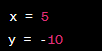 x = 5
y = -10